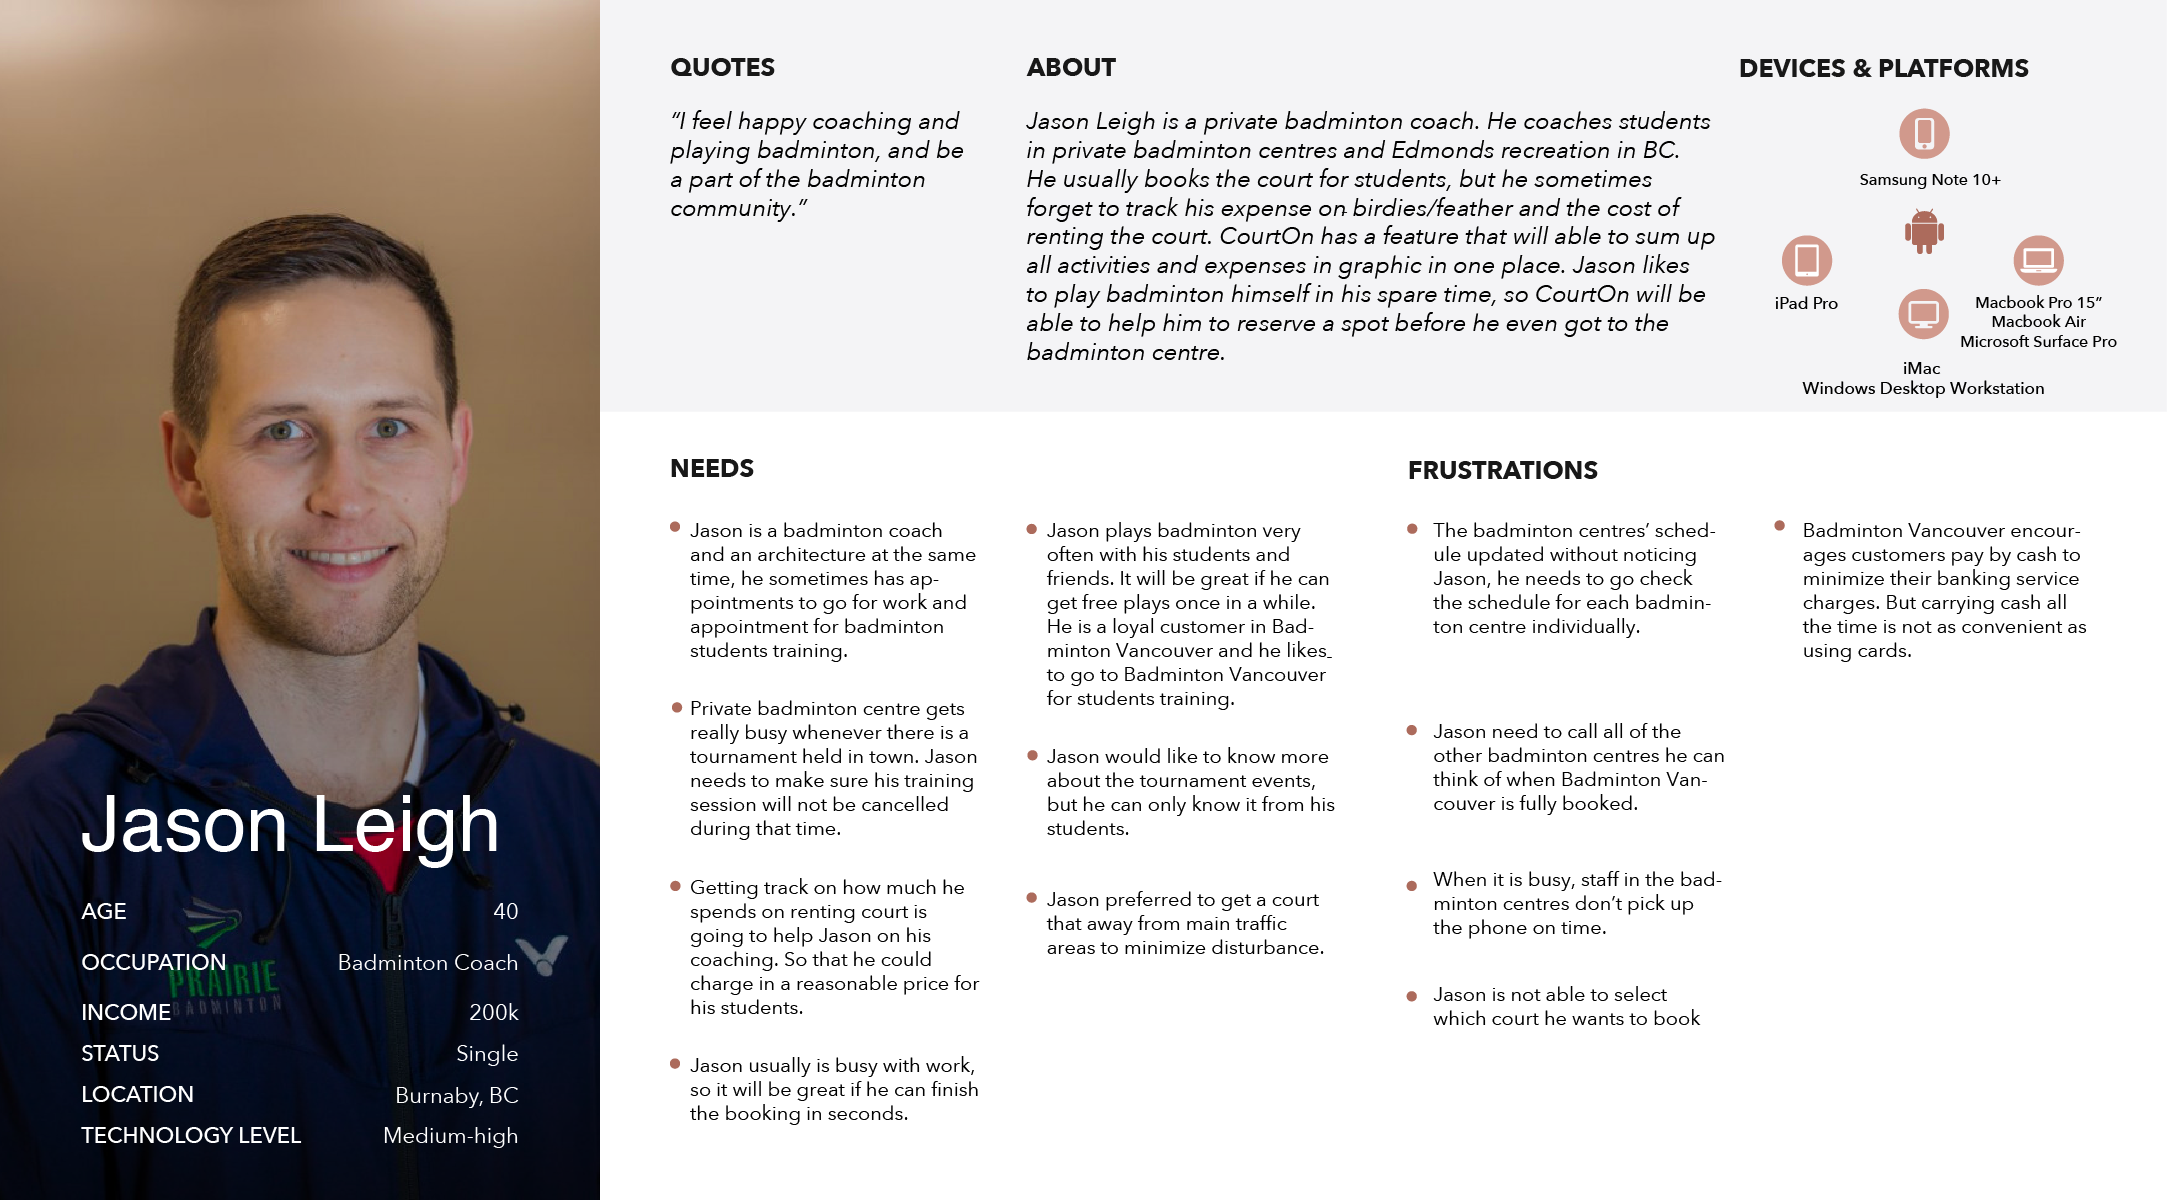 Jason Leigh
AGE 40
OCCUPATION Badminton Coach
PRAIRIE
BADMINTON
INCOME 200k
STATUS Single
LOCATION Burnaby, BC
TECHNOLOGY LEVEL Medium-high
QUOTES
“I feel happy coaching and
playing badminton, and be
a part of the badminton
community.”
ABOUT
Jason Leigh is a private badminton coach. He coaches students
in private badminton centres and Edmonds recreation in BC.
He usually books the court for students, but he sometimes
forget to track his expense on birdies/feather and the cost of
renting the court. CourtOn has a feature that will able to sum up
all activities and expenses in graphic in one place. Jason likes
to play badminton himself in his spare time, so CourtOn will be
able to help him to reserve a spot before he even got to the
badminton centre.
DEVICES & PLATFORMS
Samsung Note 10+
iPad Pro
Macbook Pro 15”
Macbook Air
Microsoft Surface Pro
iMac
Windows Desktop Workstation
NEEDS
Jason is a badminton coach
and an architecture at the same
time, he sometimes has ap-
pointments to go for work and
appointment for badminton
students training.
Private badminton centre gets
really busy whenever there is a
tournament held in town. Jason
needs to make sure his training
session will not be cancelled
during that time.
Getting track on how much he
spends on renting court is
going to help Jason on his
coaching. So that he could
charge in a reasonable price for
his students.
Jason usually is busy with work,
so it will be great if he can finish
the booking in seconds.
Jason plays badminton very
often with his students and
friends. It will be great if he can
get free plays once in a while.
He is a loyal customer in Bad-
minton Vancouver and he likes
to go to Badminton Vancouver
for students training.
Jason would like to know more
about the tournament events,
but he can only know it from his
students.
Jason preferred to get a court
that away from main traffic
areas to minimize disturbance.
FRUSTRATIONS
The badminton centres’ sched-
ule updated without noticing
Jason, he needs to go check
the schedule for each badmin-
ton centre individually.
Jason need to call all of the
other badminton centres he can
think of when Badminton Van-
couver is fully booked.
When it is busy, staff in the bad-
minton centres don’t pick up
the phone on time.
Jason is not able to select
which court he wants to book
Badminton Vancouver encour-
ages customers pay by cash to
minimize their banking service
charges. But carrying cash all
the time is not as convenient as
using cards.